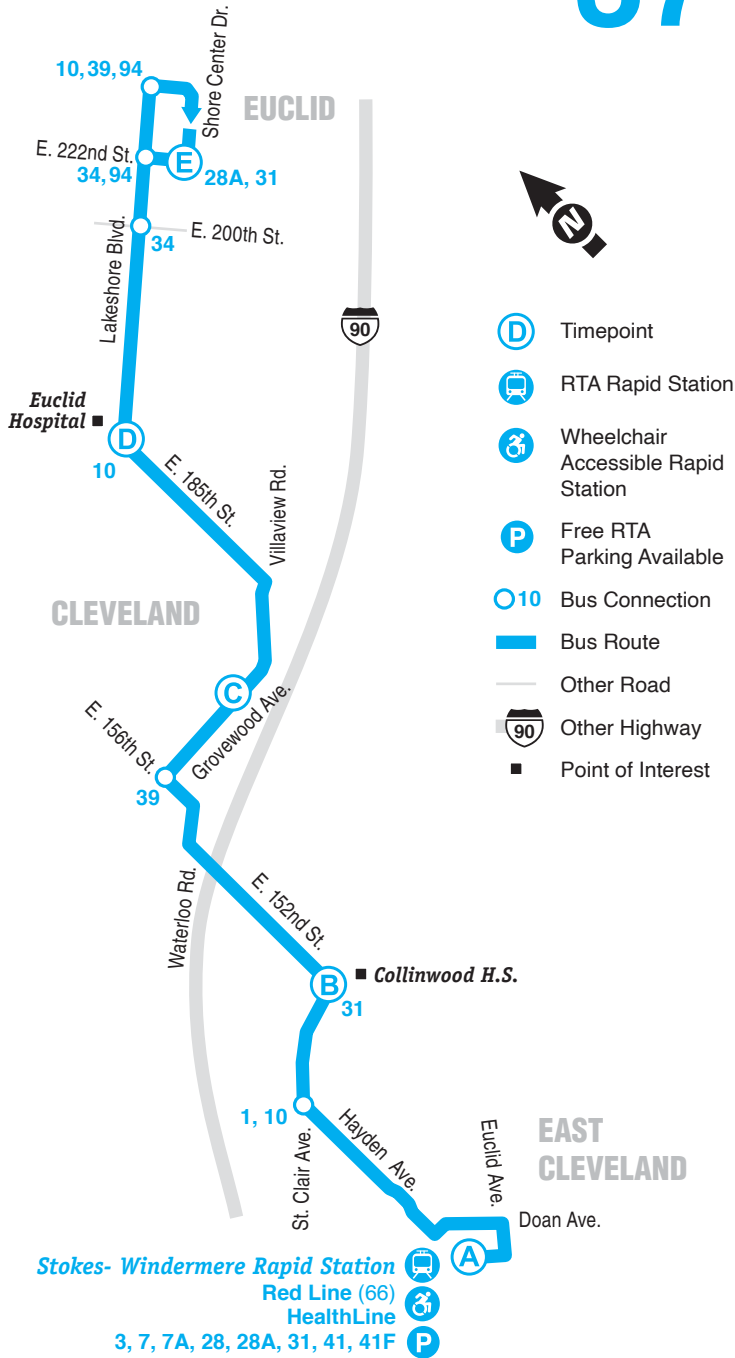 37
10, 39, 94
Shore Center Dr.
EUCLID
E. 222nd St.
34, 94
E
28A, 31
N
34
E. 200th St.
Lakeshore Blvd.
90
D Timepoint
RTA Rapid Station
Wheelchair
Accessible Rapid
Station
P Free RTA
Parking Available
10 Bus Connection
Bus Route
Other Road
90 Other Highway
Point of Interest
Euclid
Hospital
D
10
E. 185th St.
Villaview Rd.
CLEVELAND
C
Grovewood Ave.
E. 156th St.
39
Waterloo Rd.
E. 152nd St.
B
Collinwood H.S.
31
1, 10
St. Clair Ave.
Hayden Ave.
Euclid Ave.
EAST
CLEVELAND
Doan Ave.
A
Stokes- Windermere Rapid Station
Red Line (66)
HealthLine
3, 7, 7A, 28, 28A, 31, 41, 41F
P